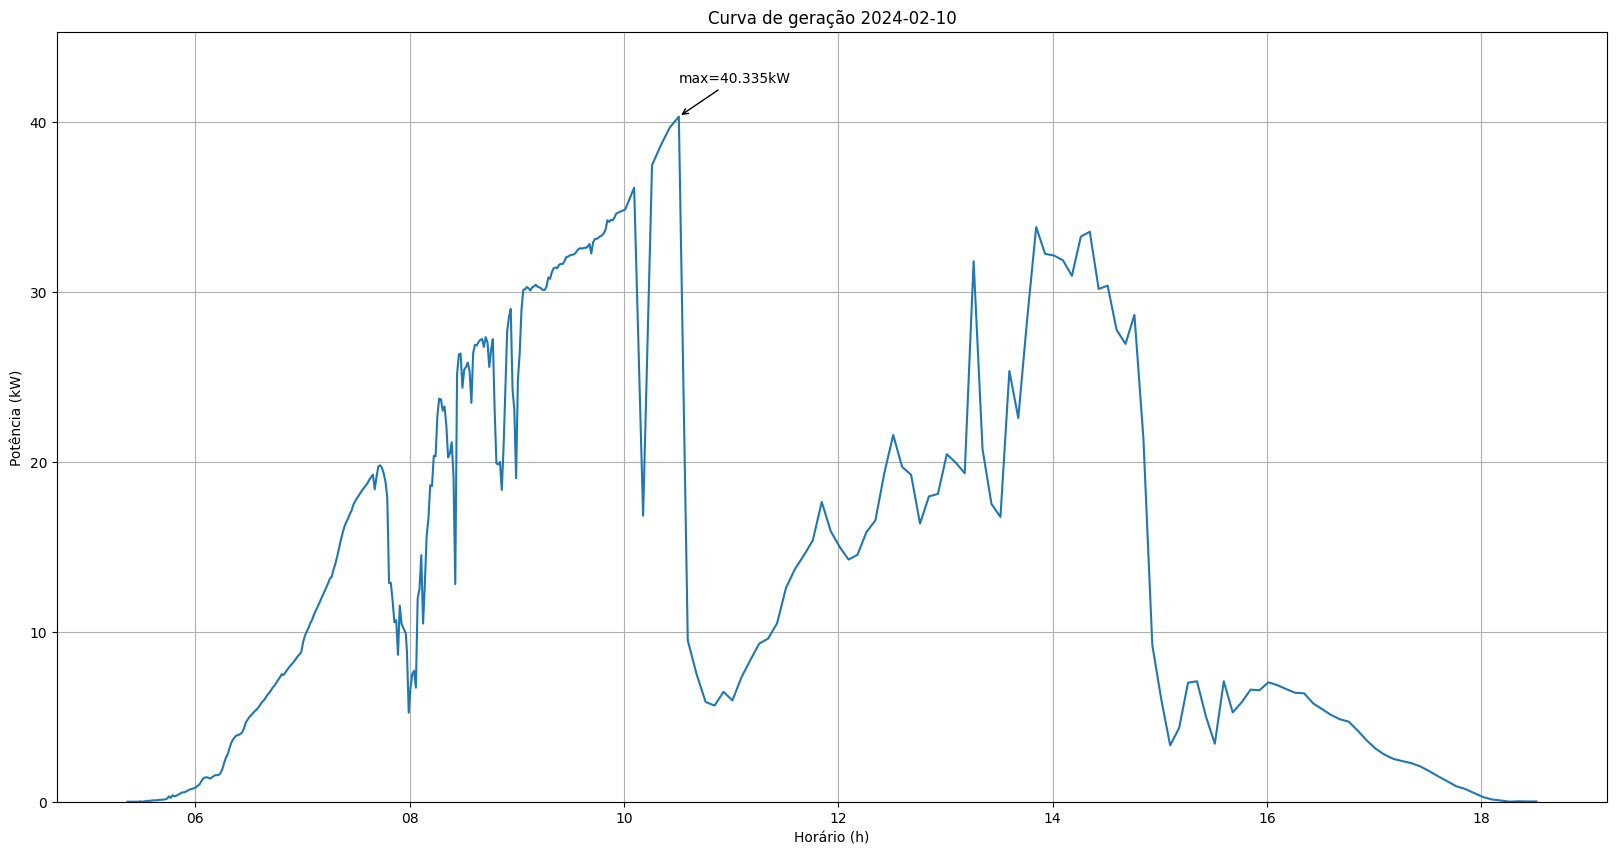 Curva de geração 2024-02-10
max=40.335kW
Potência (kW)
40
30
20
10
0
06 08 10 12 14 16 18
Horário (h)